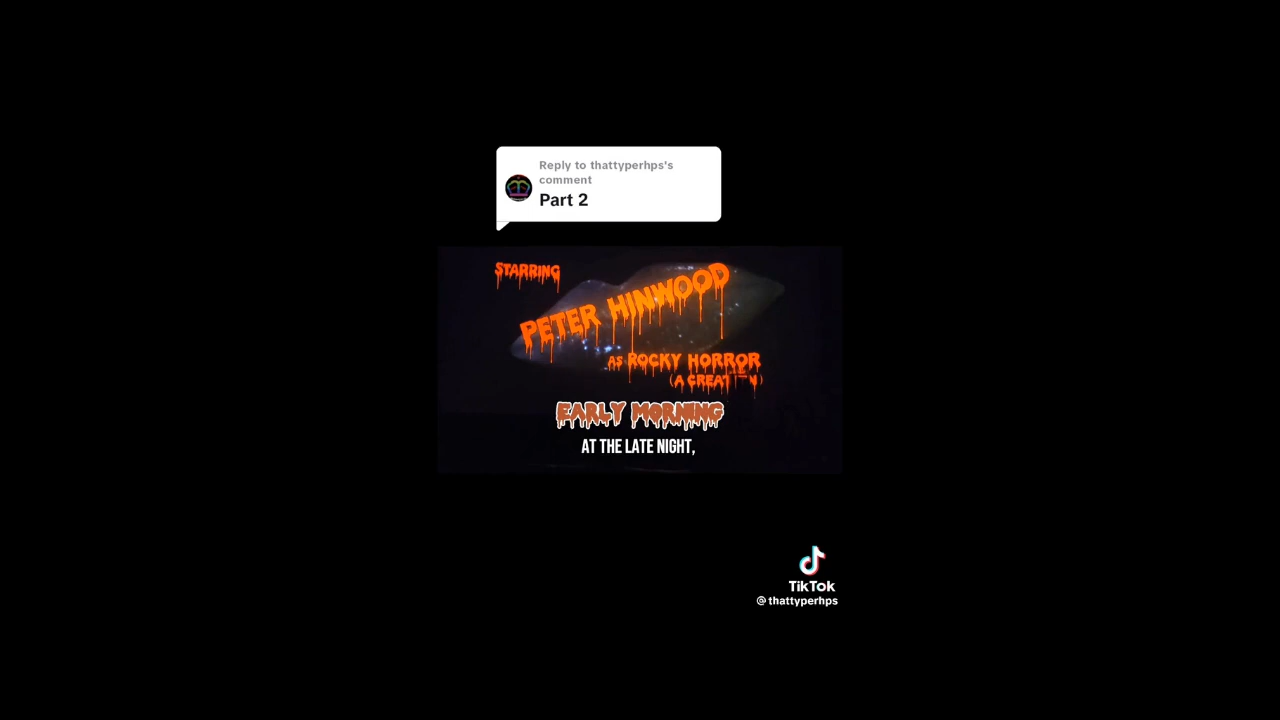 Reply to thattyperhps's
comment
Part 2
STARRING
PETER HINWOOD
AS ROCKY HORROR
EARLY MORNING
AT THE LATE NIGHT,
TikTok
@thattyperhps